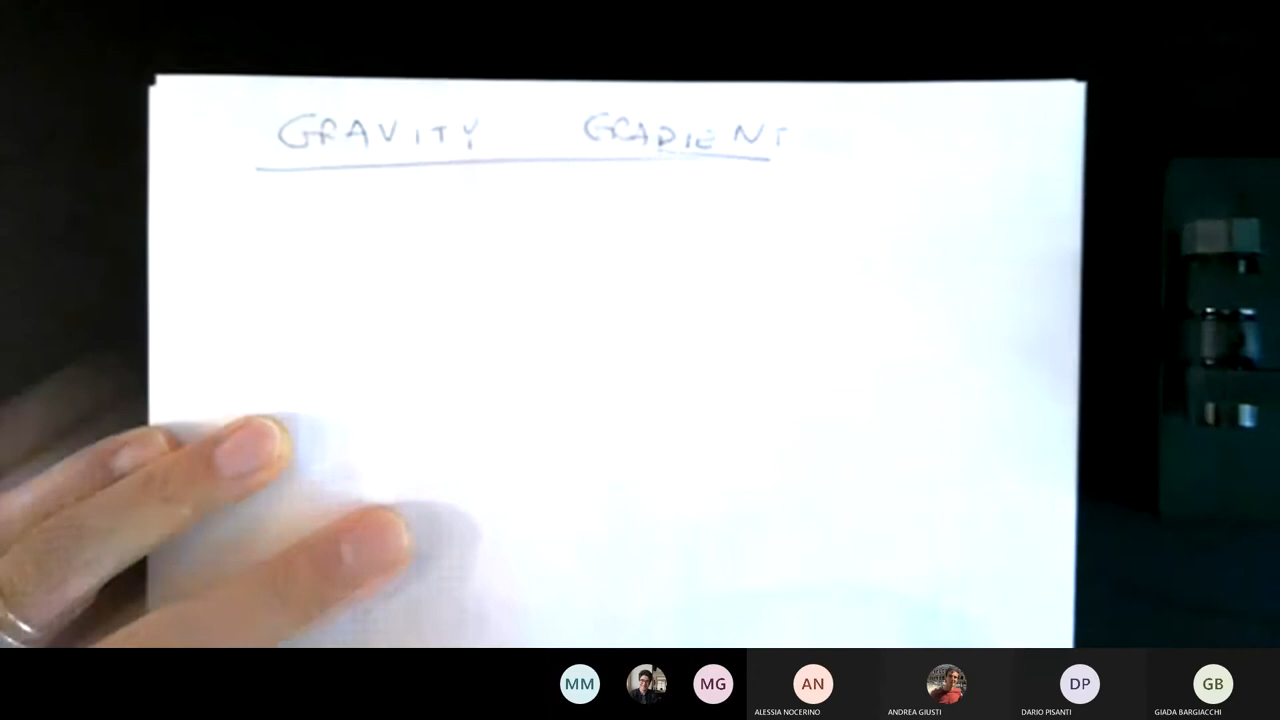 GRAVITY GRADIENT
MM MG AN DP GB
ALESSIA NOCERINO ANDREA GIUSTI DARIO PISANTI GIADA BARGIACCHI